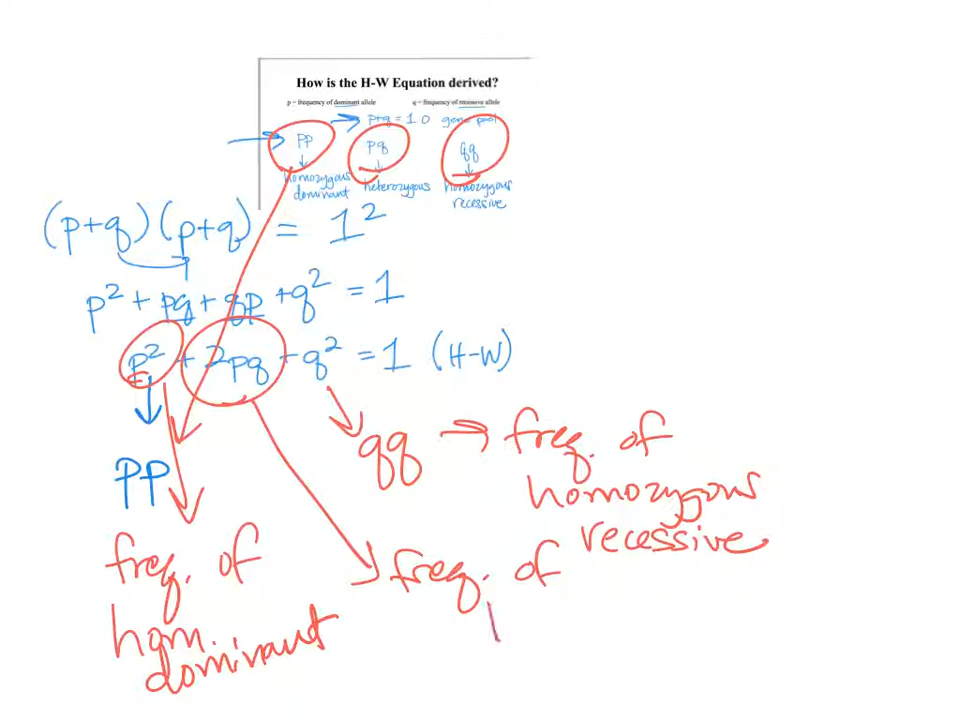 How is the H-W Equation derived?
p = frequency of dominant allele q = frequency of recessive allele
p+q = 1.0 gene pool
pp pq qq
homozygous dominant heterozygous homozygous recessive
(p+q)(p+q) = 1²
p² + pq + qp + q² = 1
p² + 2pq + q² = 1 (H-W)
qq → freq. of
homozygous
recessive
pp
freq. of
hom.
dominant
freq. of